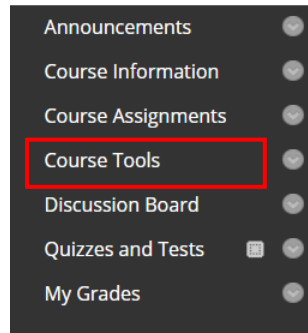 Announcements
Course Information
Course Assignments
Course Tools
Discussion Board
Quizzes and Tests
My Grades